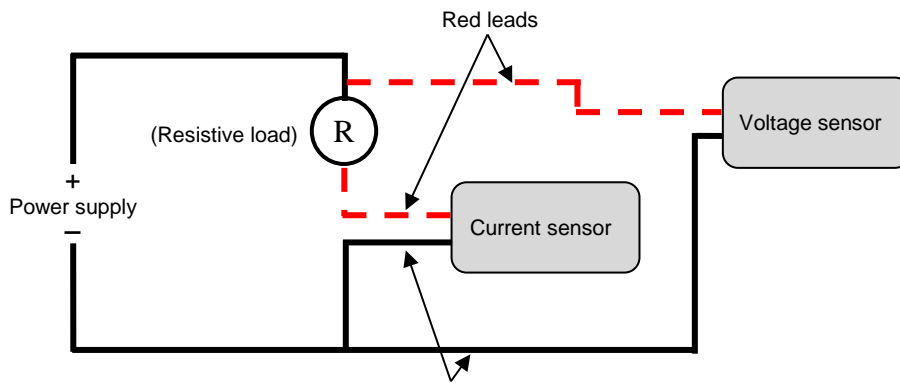 Red leads
Voltage sensor
(Resistive load)
R
+
Power supply
–
Current sensor